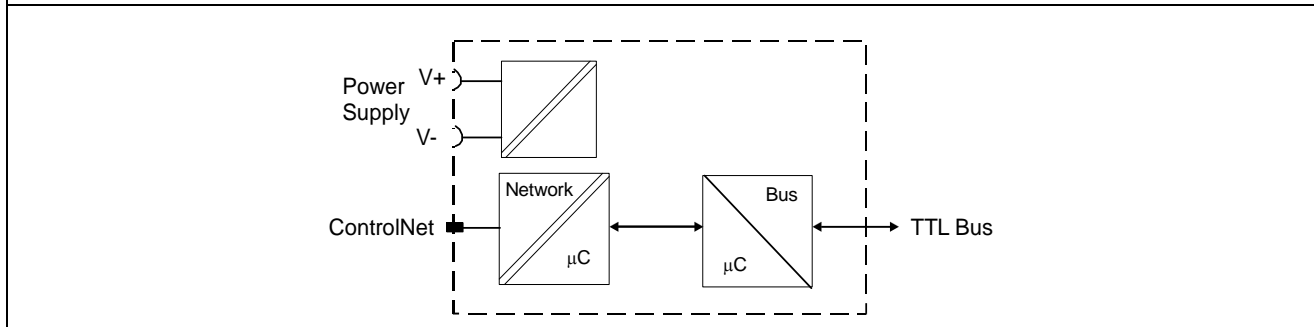 Power
Supply
V+
V-
ControlNet
Network
μC
Bus
μC
TTL Bus